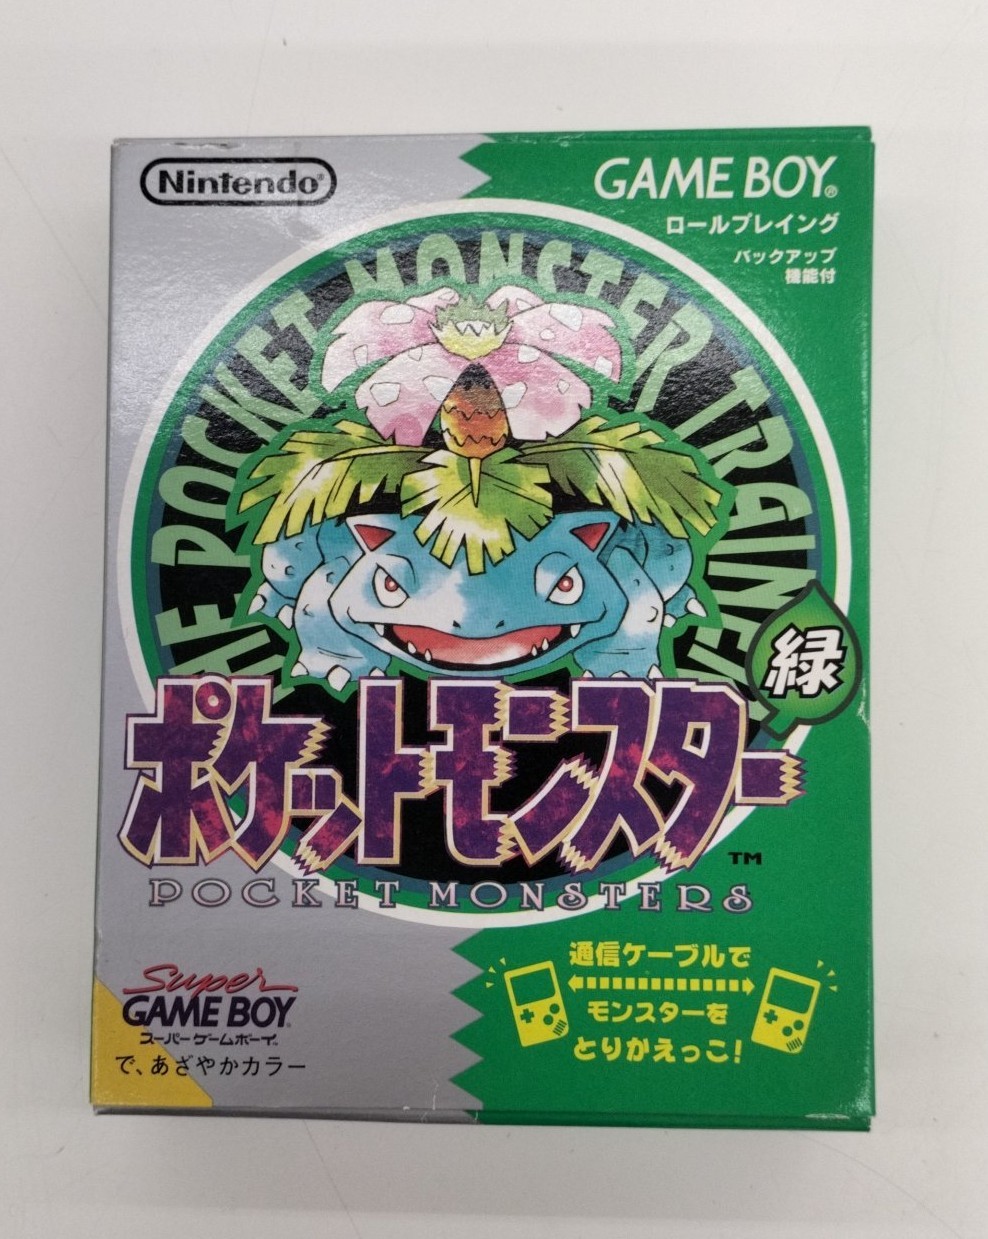 Nintendo®
GAME BOY®
ロールプレイング
バックアップ
機能付
POCKET MONSTER
緑
ポケットモンスター
TM
POCKET MONSTERS
通信ケーブルで
モンスターを
とりかえっこ!
Super
GAME BOY
スーパーゲームボーイ
で、あざやかカラー